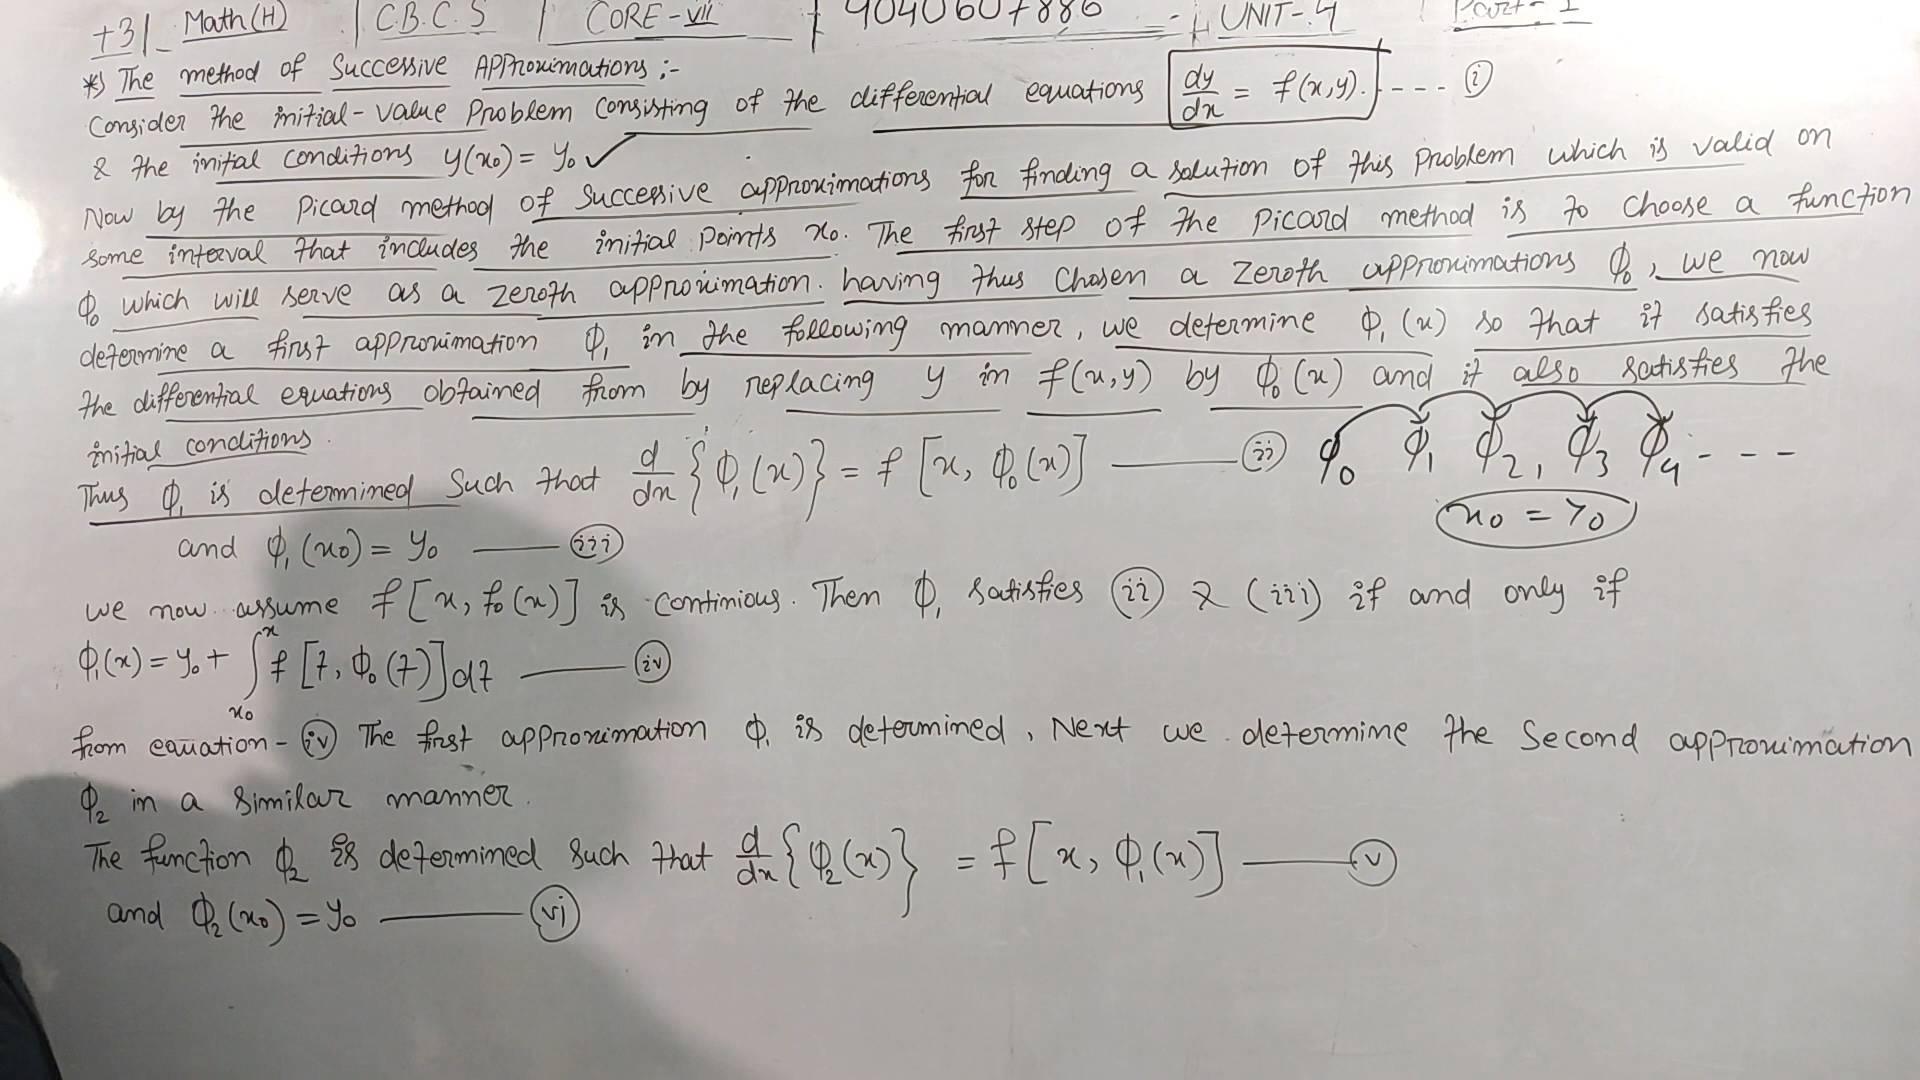 +3 | Math(H) | C.B.C.S | CORE-VII | 9040607886 | UNIT-4 Part-I
*) The method of Successive Approximations :-
Consider the initial-value Problem Consisting of the differential equations dy/dx = f(x,y). ---- (i)
& the initial conditions y(x₀) = y₀ ✓
Now by the Picard method of Successive approximations for finding a solution of this Problem which is valid on
some interval that includes the initial Points x₀. The first step of the Picard method is to choose a function
ϕ₀ which will serve as a zeroth approximation. having thus Chosen a zeroth approximations ϕ₀, we now
determine a first approximation ϕ₁ in the following manner, we determine ϕ₁(x) so that it satisfies
the differential equations obtained from by replacing y in f(x,y) by ϕ₀(x) and it also satisfies the
initial conditions.
Thus ϕ₁ is determined Such that d/dx {ϕ₁(x)} = f[x, ϕ₀(x)] —— (ii) ϕ₀ ϕ₁ ϕ₂, ϕ₃ ϕ₄ - - -
x₀ = y₀
and ϕ₁(x₀) = y₀ —— (iii)
we now assume f[x, f₀(x)] is continious. Then ϕ₁ satisfies (ii) & (iii) if and only if
ϕ₁(x) = y₀ + ∫ₓ₀ˣ f[t, ϕ₀(t)]dt —— (iv)
from equation - (iv) The first approximation ϕ₁ is determined, Next we determine the Second approximation
ϕ₂ in a similar manner.
The function ϕ₂ is determined Such that d/dx {ϕ₂(x)} = f[x, ϕ₁(x)] —— (v)
and ϕ₂(x₀) = y₀ —— (vi)